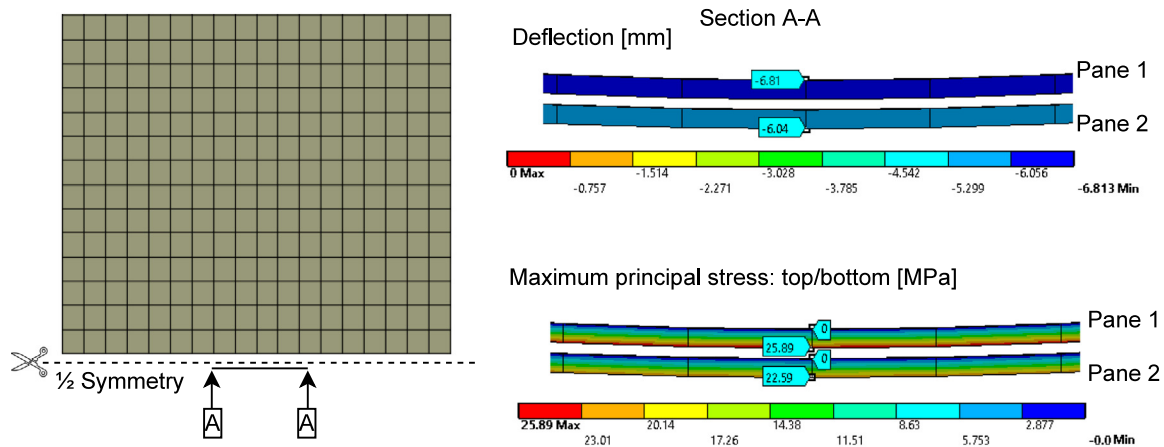 Section A-A
Deflection [mm]
-6.81
Pane 1
-6.04
Pane 2
0 Max
-1.514
-3.028
-4.542
-6.056
-0.757
-2.271
-3.785
-5.299
-6.813 Min
Maximum principal stress: top/bottom [MPa]
0
Pane 1
25.89
0
22.59
Pane 2
25.89 Max
20.14
14.38
8.63
2.877
23.01
17.26
11.51
5.753
-0.0 Min
½ Symmetry
A
A